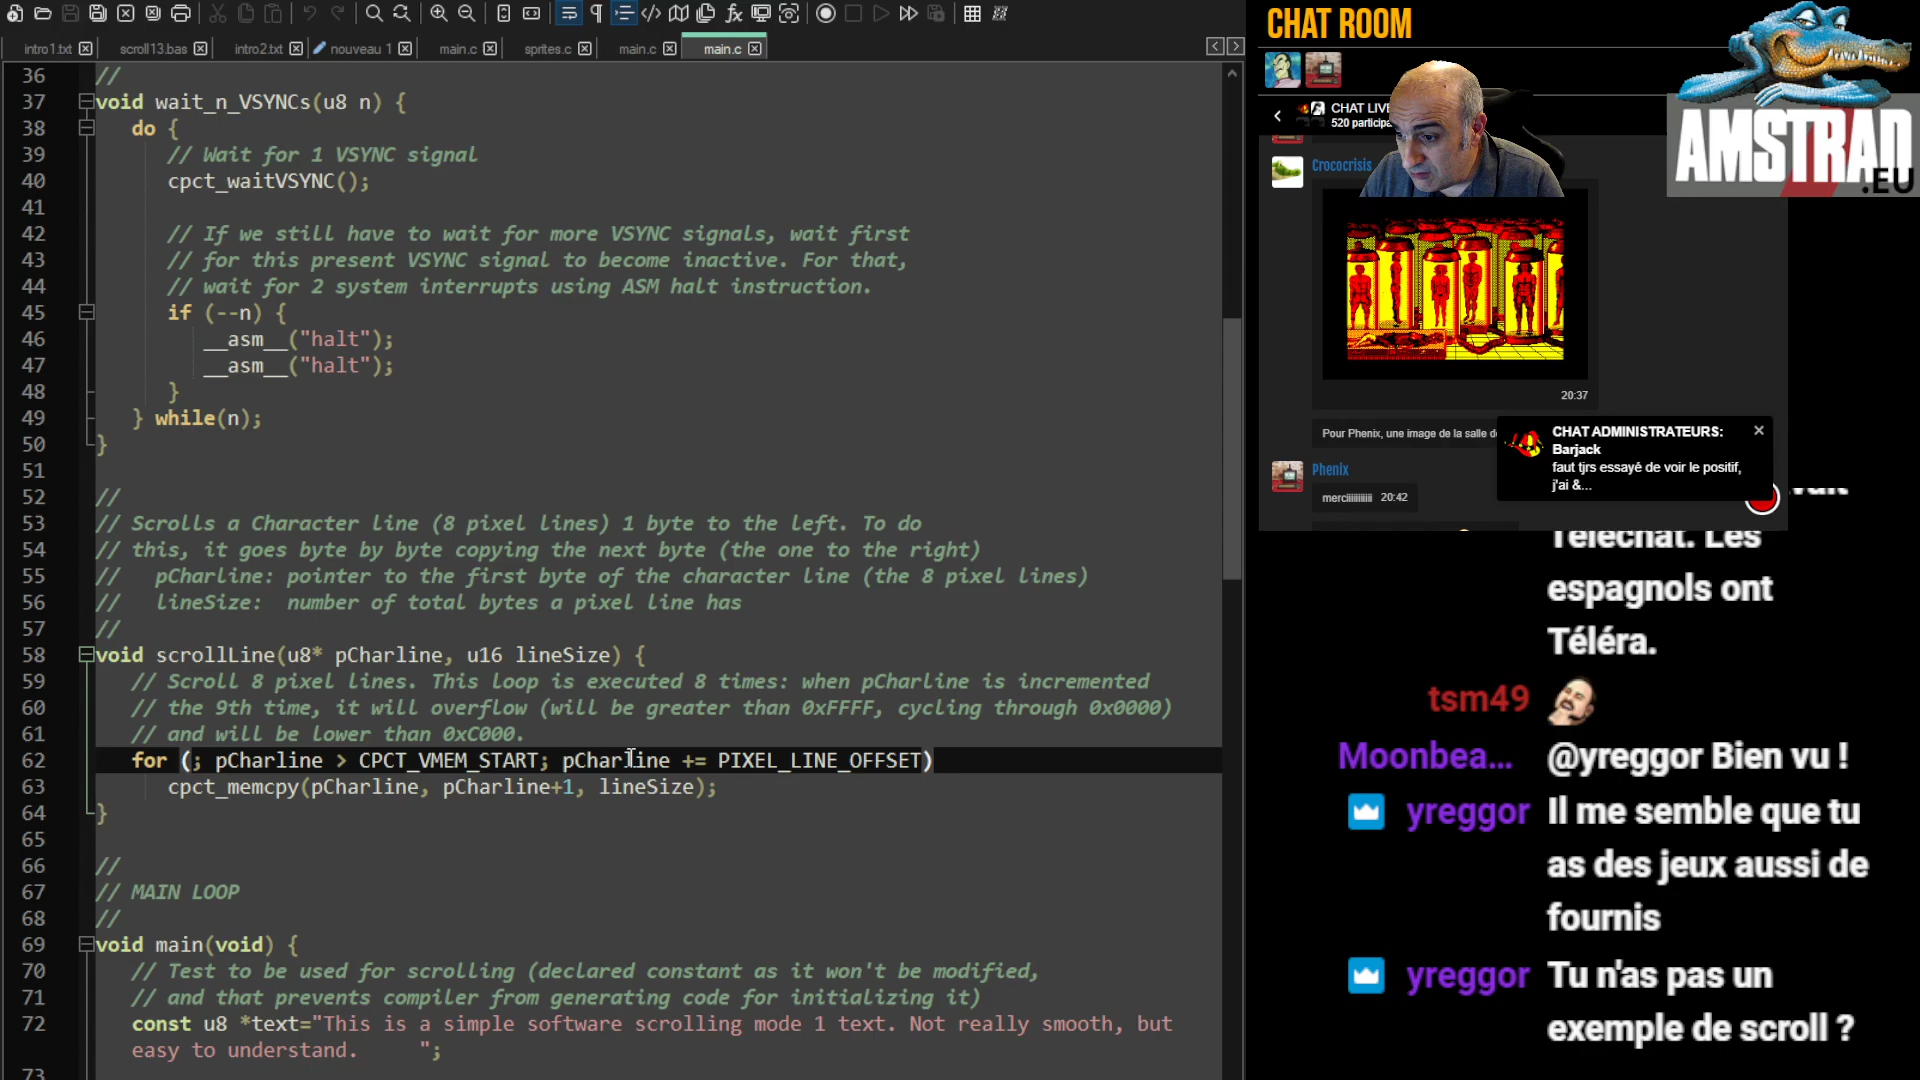 intro1.txt scroll13.bas intro2.txt nouveau 1 main.c sprites.c main.c main.c
36 //
37 void wait_n_VSYNCs(u8 n) {
38 do {
39 // Wait for 1 VSYNC signal
40 cpct_waitVSYNC();
41
42 // If we still have to wait for more VSYNC signals, wait first
43 // for this present VSYNC signal to become inactive. For that,
44 // wait for 2 system interrupts using ASM halt instruction.
45 if (--n) {
46 __asm__("halt");
47 __asm__("halt");
48 }
49 } while(n);
50 }
51
52 //
53 // Scrolls a Character line (8 pixel lines) 1 byte to the left. To do
54 // this, it goes byte by byte copying the next byte (the one to the right)
55 // pCharline: pointer to the first byte of the character line (the 8 pixel lines)
56 // lineSize: number of total bytes a pixel line has
57 //
58 void scrollLine(u8* pCharline, u16 lineSize) {
59 // Scroll 8 pixel lines. This loop is executed 8 times: when pCharline is incremented
60 // the 9th time, it will overflow (will be greater than 0xFFFF, cycling through 0x0000)
61 // and will be lower than 0xC000.
62 for (; pCharline > CPCT_VMEM_START; pCharline += PIXEL_LINE_OFFSET)
63 cpct_memcpy(pCharline, pCharline+1, lineSize);
64 }
65
66 //
67 // MAIN LOOP
68 //
69 void main(void) {
70 // Test to be used for scrolling (declared constant as it won't be modified,
71 // and that prevents compiler from generating code for initializing it)
72 const u8 *text="This is a simple software scrolling mode 1 text. Not really smooth, but
easy to understand. ";
73
CHAT ROOM
AMSTRAD
.EU
CHAT LIVE
520
Crococrisis
20:37
Pour Phenix, une image de la salle
CHAT ADMINISTRATEURS:
Barjack
faut tjrs essayé de voir le positif,
j'ai &...
Phenix
merciiiiiiiiiii 20:42
Téléchat. Les
espagnols ont
Téléra.
tsm49
Moonbea... @yreggor Bien vu !
yreggor Il me semble que tu
as des jeux aussi de
fournis
yreggor Tu n'as pas un
exemple de scroll ?